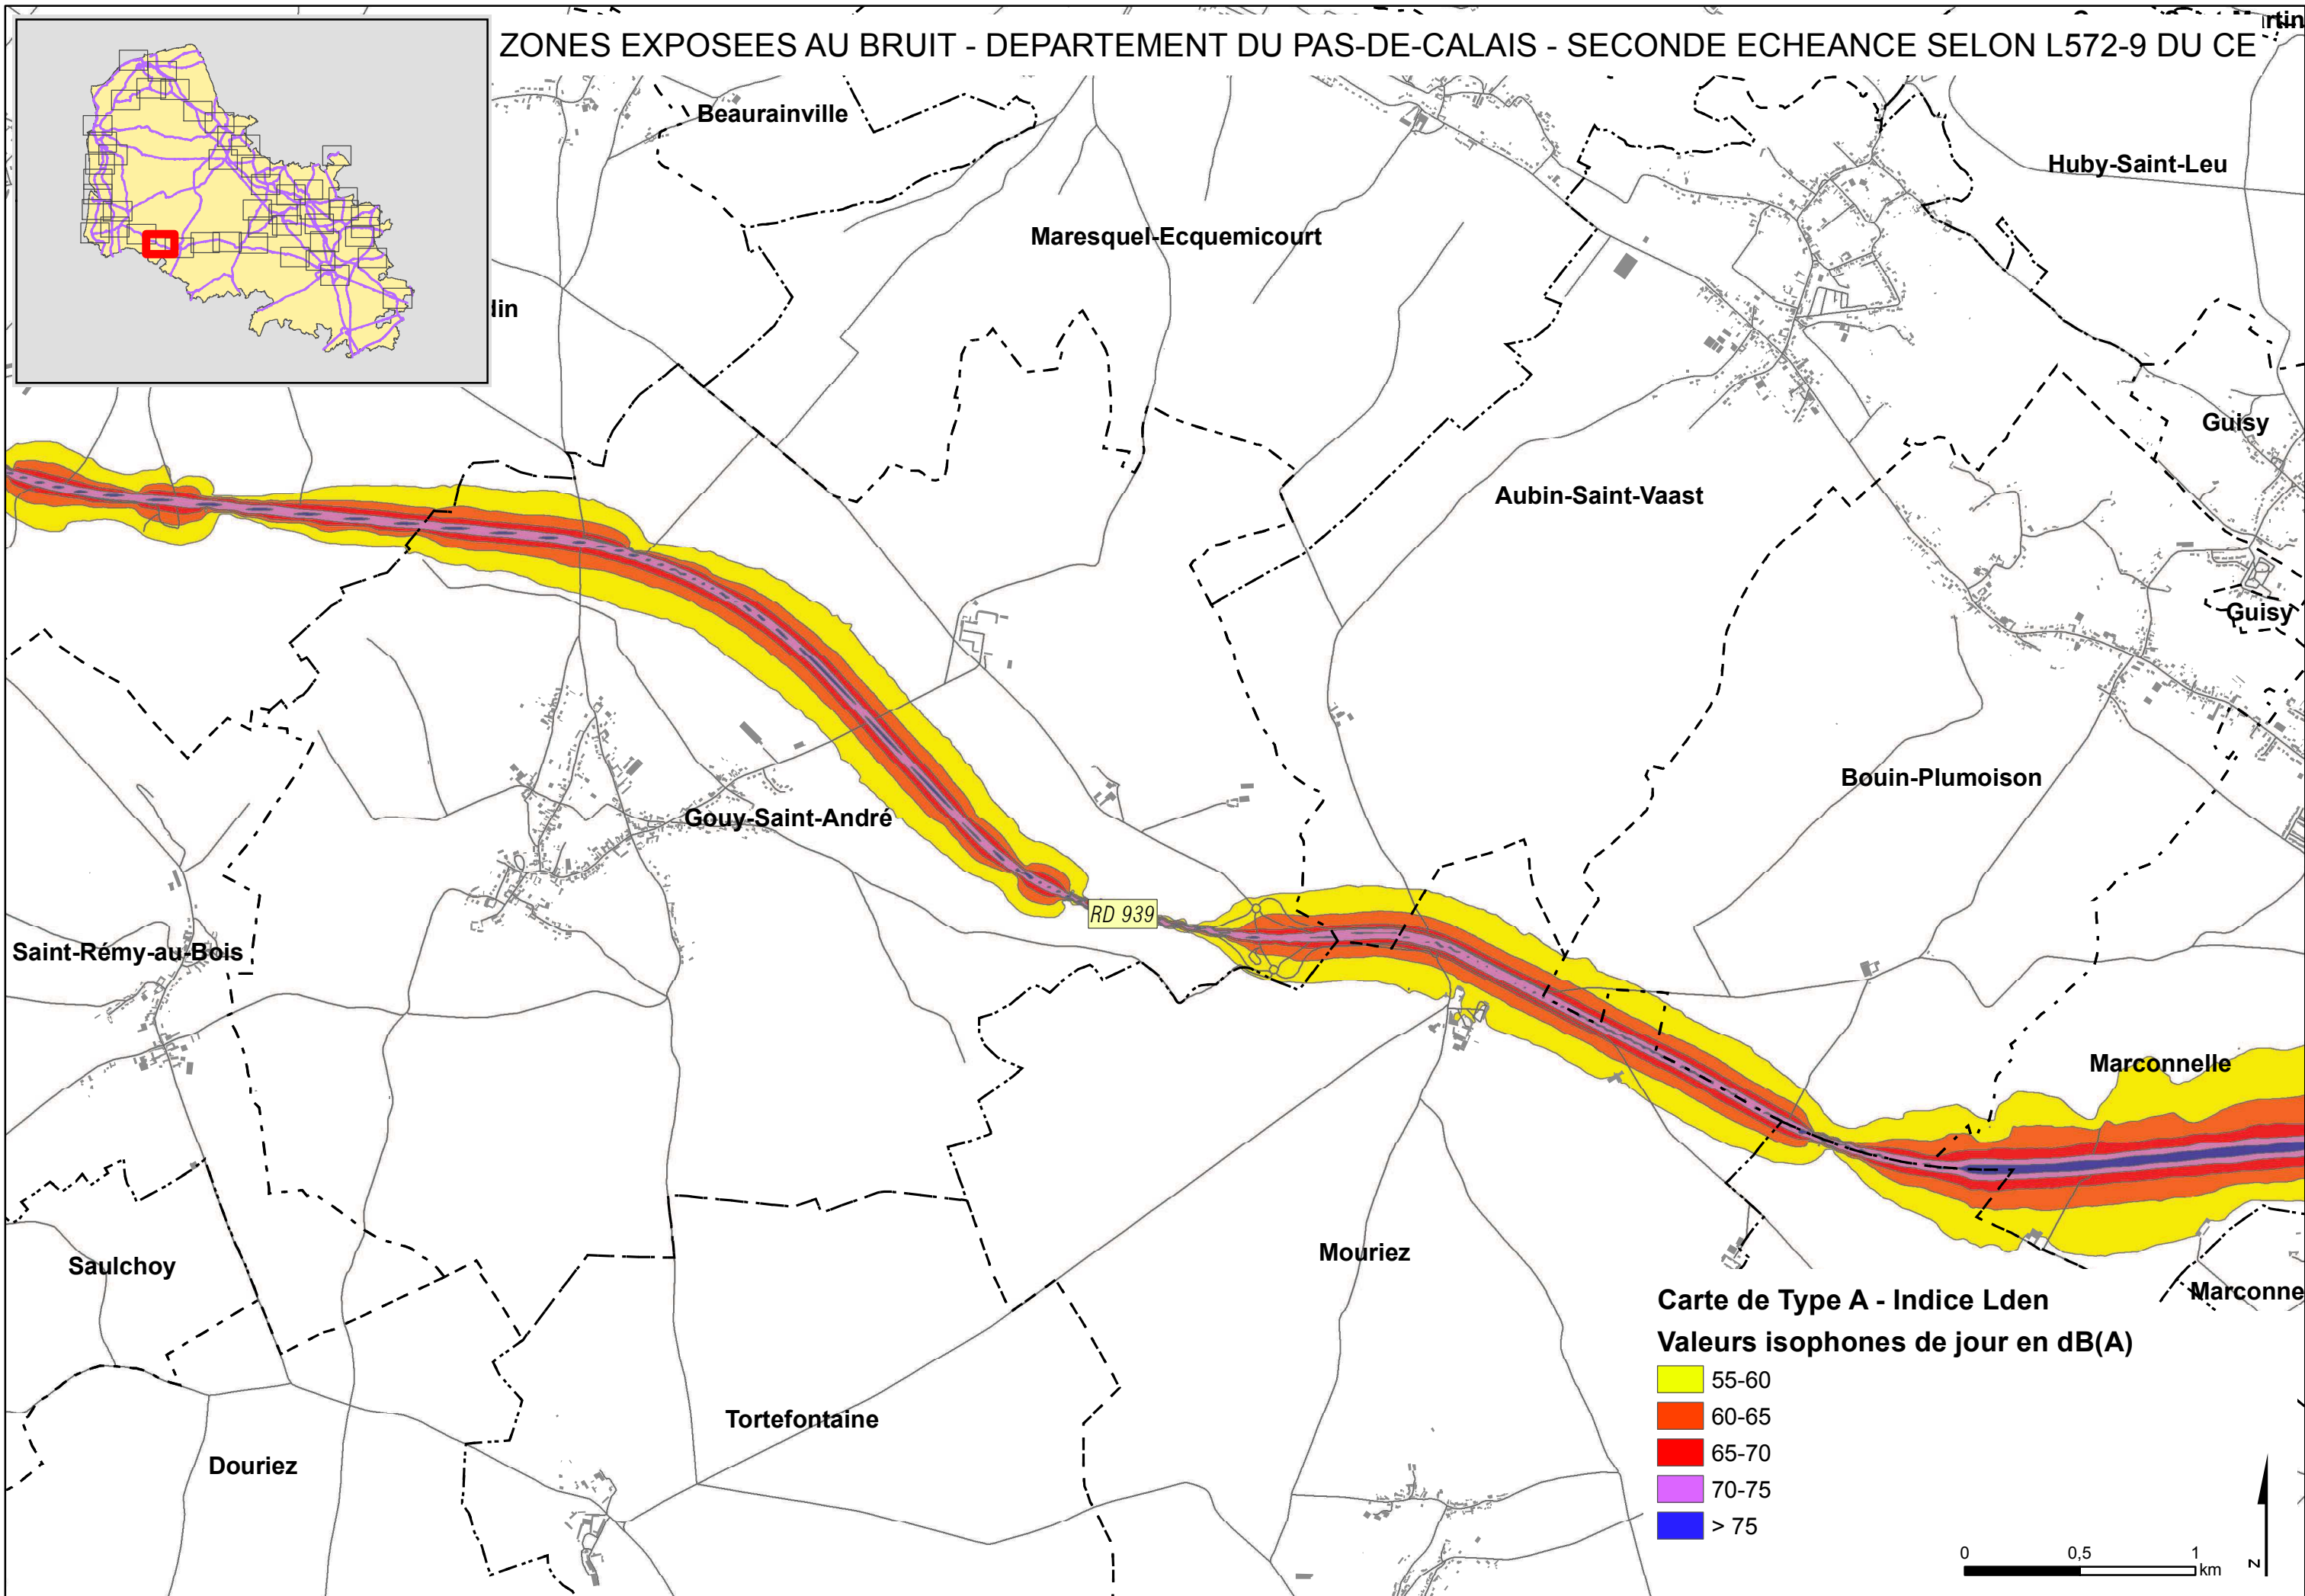 ZONES EXPOSEES AU BRUIT - DEPARTEMENT DU PAS-DE-CALAIS - SECONDE ECHEANCE SELON L572-9 DU CE
Beaurainville
Huby-Saint-Leu
Maresquel-Ecquemicourt
din
Guisy
Aubin-Saint-Vaast
Guisy
Bouin-Plumoison
Gouy-Saint-André
RD 939
Saint-Rémy-au-Bois
Marconnelle
Mouriez
Saulchoy
Marconne
Carte de Type A - Indice Lden
Valeurs isophones de jour en dB(A)
55-60
60-65
65-70
70-75
> 75
Tortefontaine
Douriez
0 0,5 1
km
N